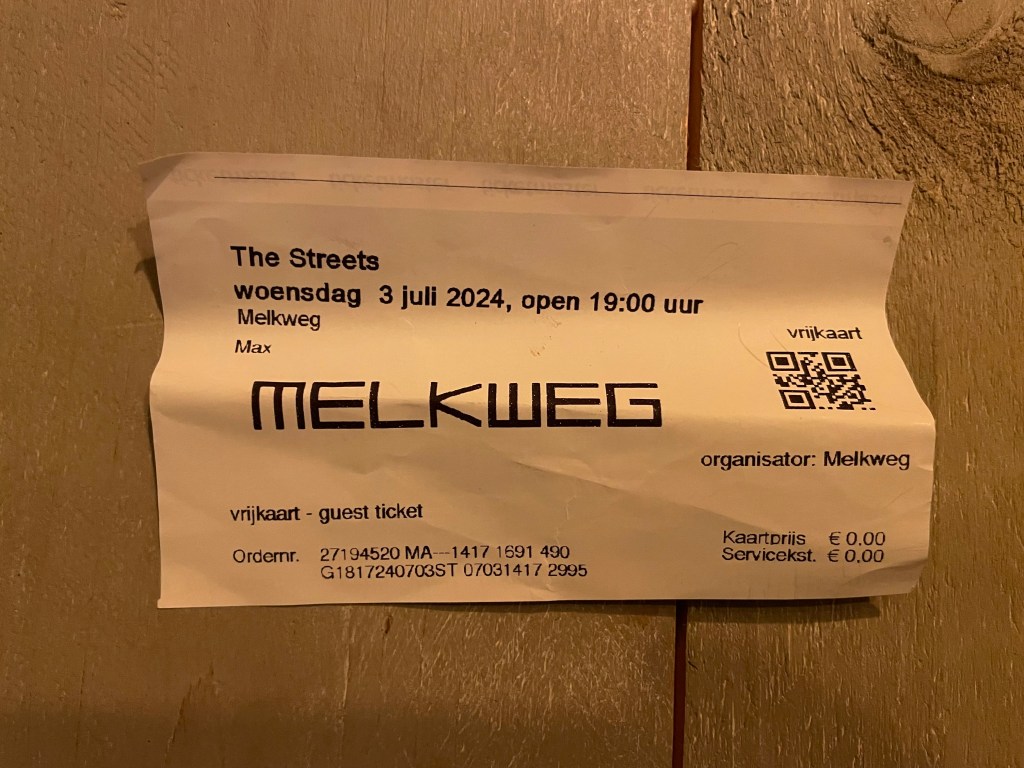 The Streets
woensdag 3 juli 2024, open 19:00 uur
Melkweg
Max
vrijkaart
MELKWEG
organisator: Melkweg
vrijkaart - guest ticket
Ordernr. 27194520 MA---1417 1691 490
G1817240703ST 07031417 2995
Kaartprijs € 0,00
Servicekst. € 0,00